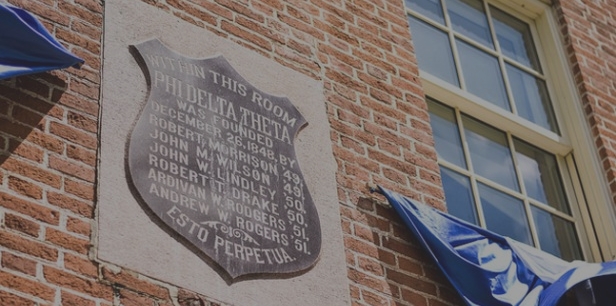 WITHIN THIS ROOM
PHI DELTA THETA
WAS FOUNDED
DECEMBER 26, 1848, BY
ROBERT MORRISON '49.
JOHN M. WILSON '49.
JOHN W. LINDLEY '50.
ROBERT T. DRAKE, '50.
ARDIVAN W. RODGERS '51.
ANDREW W. ROGERS '51.
ESTO PERPETUA.